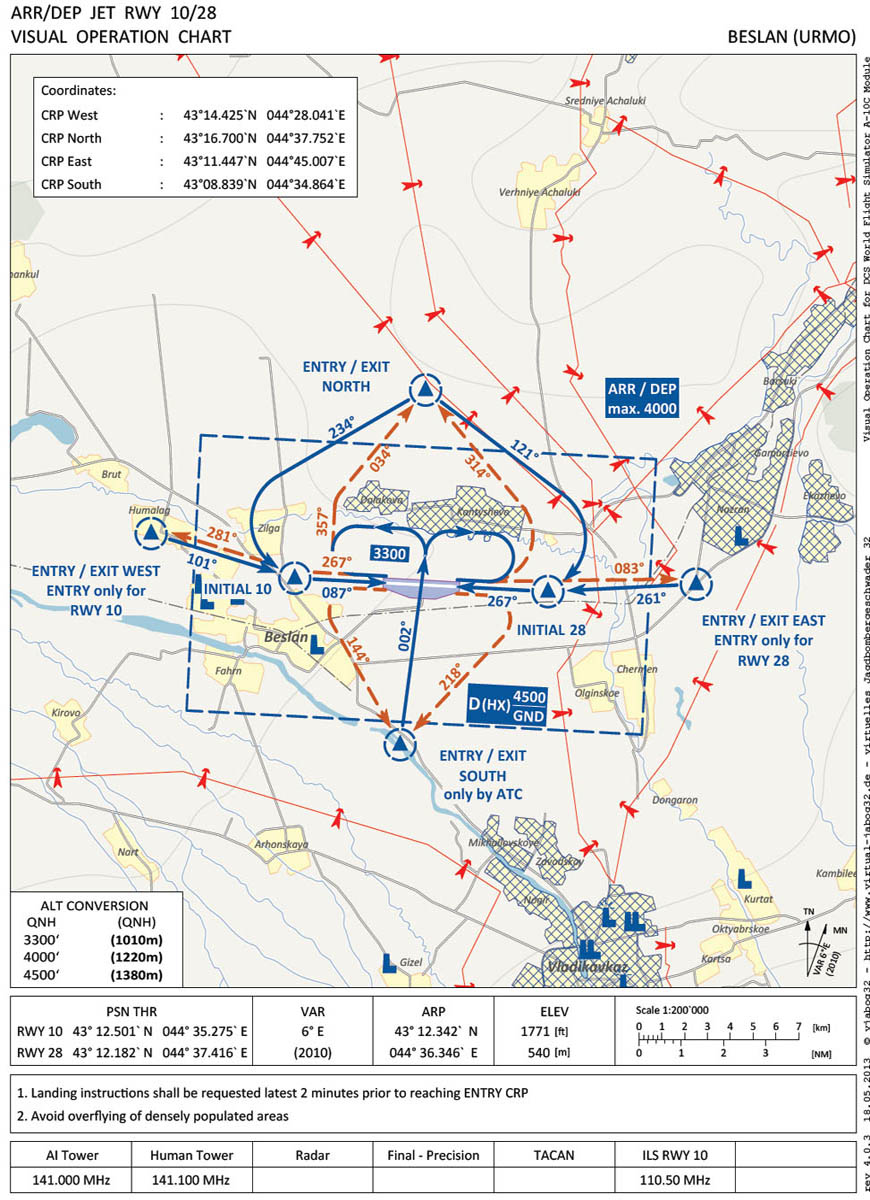 ARR/DEP JET RWY 10/28
VISUAL OPERATION CHART
BESLAN (URMO)
Coordinates:
CRP West : 43°14.425`N 044°28.041`E
CRP North : 43°16.700`N 044°37.752`E
CRP East : 43°11.447`N 044°45.007`E
CRP South : 43°08.839`N 044°34.864`E
Sredniye Achaluki
Verhniye Achaluki
ENTRY / EXIT
NORTH
ARR / DEP
max. 4000
Barsuki
234°
034°
314°
121°
Gamurzievo
Brut
Humalag
Zilga
Dalakova
Kantyshevo
Nazran
Ekazhevo
357°
281°
101°
267°
3300
083°
ENTRY / EXIT WEST
ENTRY only for
RWY 10
INITIAL 10
087°
267°
261°
INITIAL 28
ENTRY / EXIT EAST
ENTRY only for
RWY 28
Beslan
144°
002°
218°
Fahrn
Chermen
Olginskoe
D(HX) 4500
GND
Kirova
ENTRY / EXIT
SOUTH
only by ATC
Dongaron
Nart
Arhonskaya
Mikhailovskoye
Zavodskoy
Nogir
Kurtat
Oktyabrskoe
Kartsa
Gizel
Vladikavkaz
TN
MN
VAR 6°E
(2010)
ALT CONVERSION
QNH (QNH)
3300‘ (1010m)
4000‘ (1220m)
4500‘ (1380m)
PSN THR
RWY 10 43° 12.501` N 044° 35.275` E
RWY 28 43° 12.182` N 044° 37.416` E
VAR
6° E
(2010)
ARP
43° 12.342` N
044° 36.346` E
ELEV
1771 [ft]
540 [m]
Scale 1:200`000
0 1 2 3 4 5 6 7 [km]
0 1 2 3 [NM]
1. Landing instructions shall be requested latest 2 minutes prior to reaching ENTRY CRP
2. Avoid overflying of densely populated areas
AI Tower Human Tower Radar Final - Precision TACAN ILS RWY 10
141.000 MHz 141.100 MHz 110.50 MHz
rev 4.0.3 18.05.2013 © vjabog32 - http://www.virtual-jabog32.de - virtuelles Jagdbombergeschwader 32
Visual Operation Chart for DCS World Flight Simulator A-10C Module